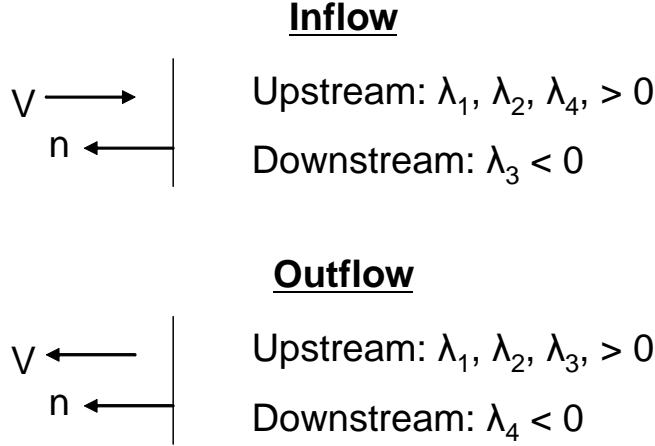 Inflow
V
Upstream: λ₁, λ₂, λ₄, > 0
n
Downstream: λ₃ < 0
Outflow
V
Upstream: λ₁, λ₂, λ₃, > 0
n
Downstream: λ₄ < 0